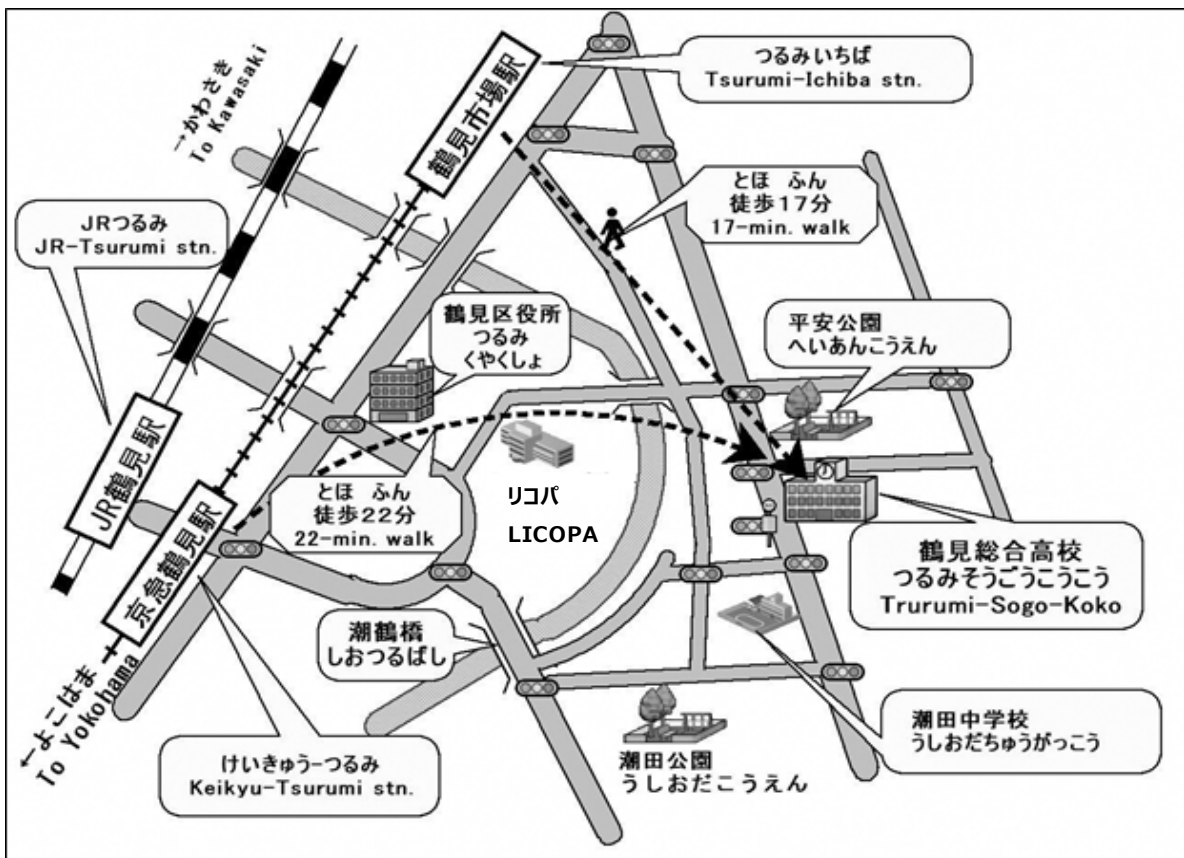 つるみいちば
Tsurumi-Ichiba stn.
→かわさき
To Kawasaki
鶴見市場駅
とほ ふん
徒歩17分
17-min. walk
JRつるみ
JR-Tsurumi stn.
鶴見区役所
つるみ
くやくしょ
平安公園
へいあんこうえん
JR鶴見駅
京急鶴見駅
とほ ふん
徒歩22分
22-min. walk
リコパ
LICOPA
鶴見総合高校
つるみそうごうこうこう
Trurumi-Sogo-Koko
潮鶴橋
しおつるばし
←よこはま
To Yokohama
けいきゅう-つるみ
Keikyu-Tsurumi stn.
潮田公園
うしおだこうえん
潮田中学校
うしおだちゅうがっこう